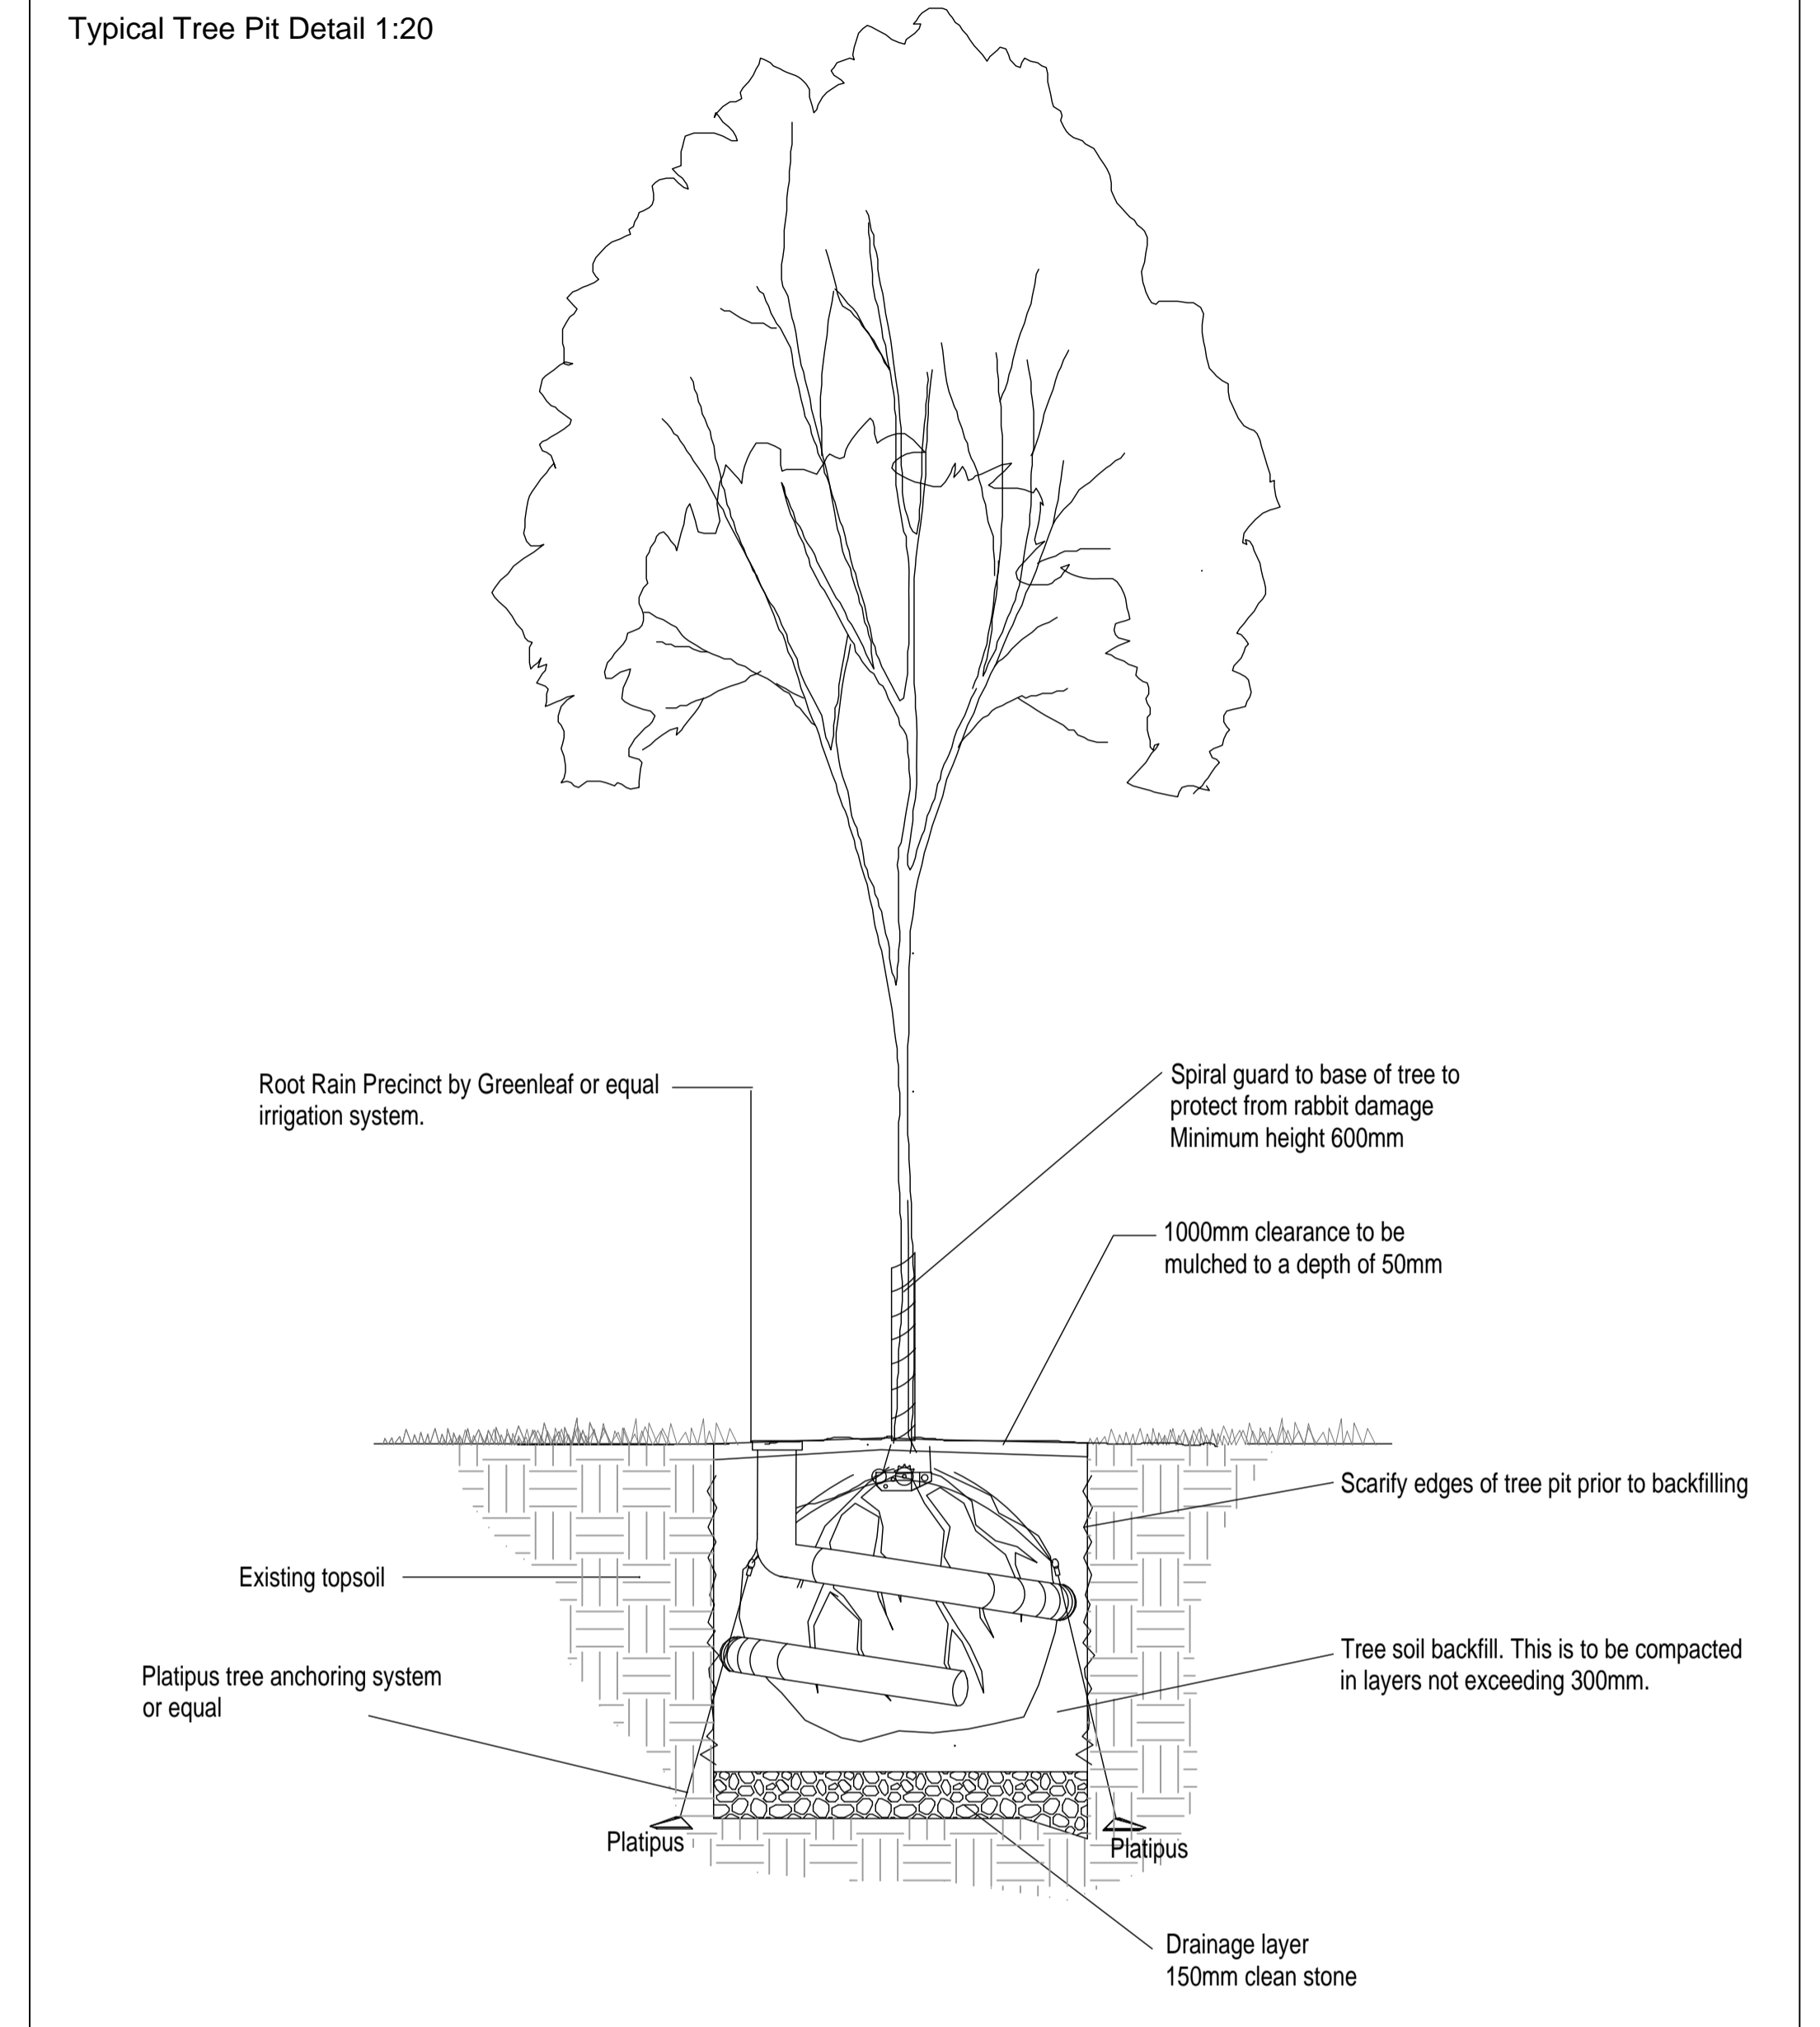 Typical Tree Pit Detail 1:20
Root Rain Precinct by Greenleaf or equal
irrigation system.
Spiral guard to base of tree to
protect from rabbit damage
Minimum height 600mm
1000mm clearance to be
mulched to a depth of 50mm
Scarify edges of tree pit prior to backfilling
Existing topsoil
Tree soil backfill. This is to be compacted
in layers not exceeding 300mm.
Platipus tree anchoring system
or equal
Platipus
Platipus
Drainage layer
150mm clean stone